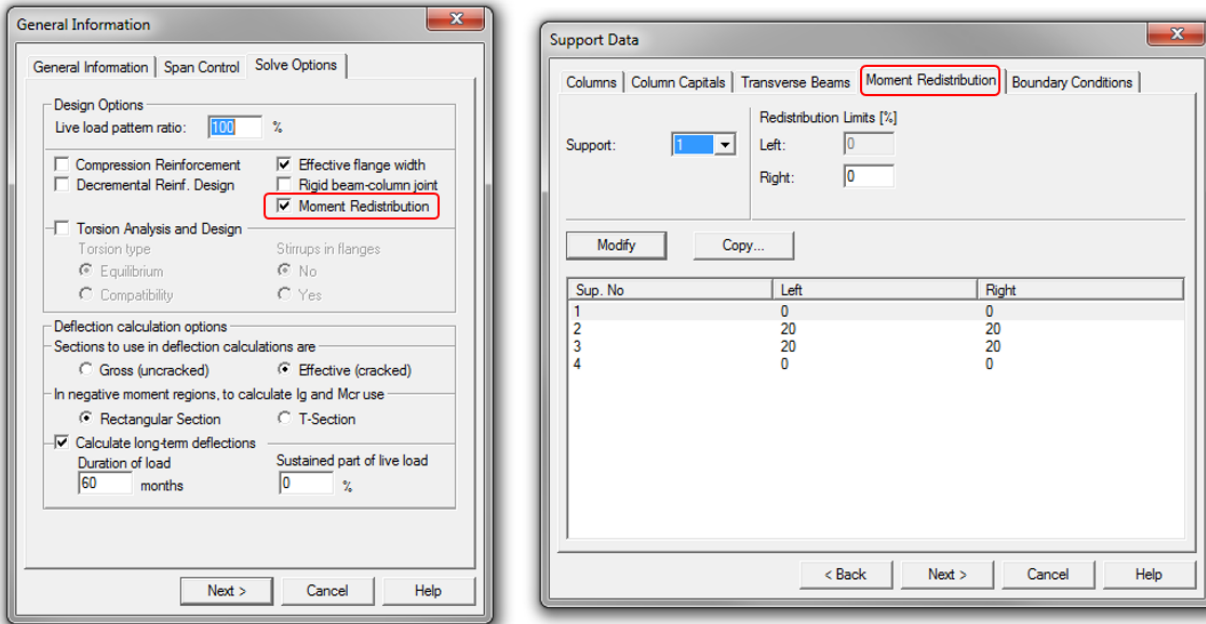 General Information
General Information Span Control Solve Options
Design Options
Live load pattern ratio: 100 %
Compression Reinforcement Effective flange width
Decremental Reinf. Design Rigid beam-column joint
Moment Redistribution
Torsion Analysis and Design
Torsion type Stirrups in flanges
Equilibrium No
Compatibility Yes
Deflection calculation options
Sections to use in deflection calculations are
Gross (uncracked) Effective (cracked)
In negative moment regions, to calculate Ig and Mcr use
Rectangular Section T-Section
Calculate long-term deflections
Duration of load Sustained part of live load
60 months 0 %
Next > Cancel Help
Support Data
Columns Column Capitals Transverse Beams Moment Redistribution Boundary Conditions
Redistribution Limits [%]
Support: 1 Left: 0
Right: 0
Modify Copy...
Sup. No Left Right
1 0 0
2 20 20
3 20 20
4 0 0
< Back Next > Cancel Help